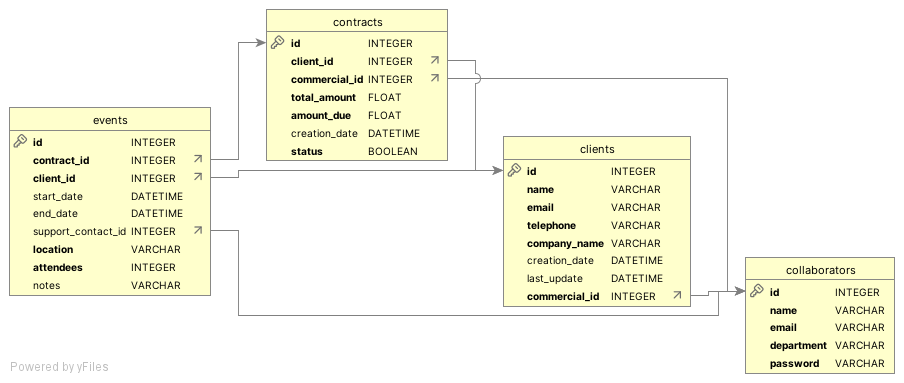 contracts
id INTEGER
client_id INTEGER
commercial_id INTEGER
total_amount FLOAT
amount_due FLOAT
creation_date DATETIME
status BOOLEAN
events
id INTEGER
contract_id INTEGER
client_id INTEGER
start_date DATETIME
end_date DATETIME
support_contact_id INTEGER
location VARCHAR
attendees INTEGER
notes VARCHAR
clients
id INTEGER
name VARCHAR
email VARCHAR
telephone VARCHAR
company_name VARCHAR
creation_date DATETIME
last_update DATETIME
commercial_id INTEGER
collaborators
id INTEGER
name VARCHAR
email VARCHAR
department VARCHAR
password VARCHAR
Powered by yFiles